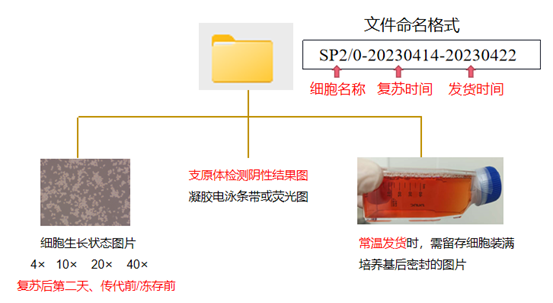 文件命名格式
SP2/0-20230414-20230422
细胞名称 复苏时间 发货时间
支原体检测阴性结果图
凝胶电泳条带或荧光图
细胞生长状态图片
4× 10× 20× 40×
复苏后第二天、传代前/冻存前
常温发货时，需留存细胞装满
培养基后密封的图片